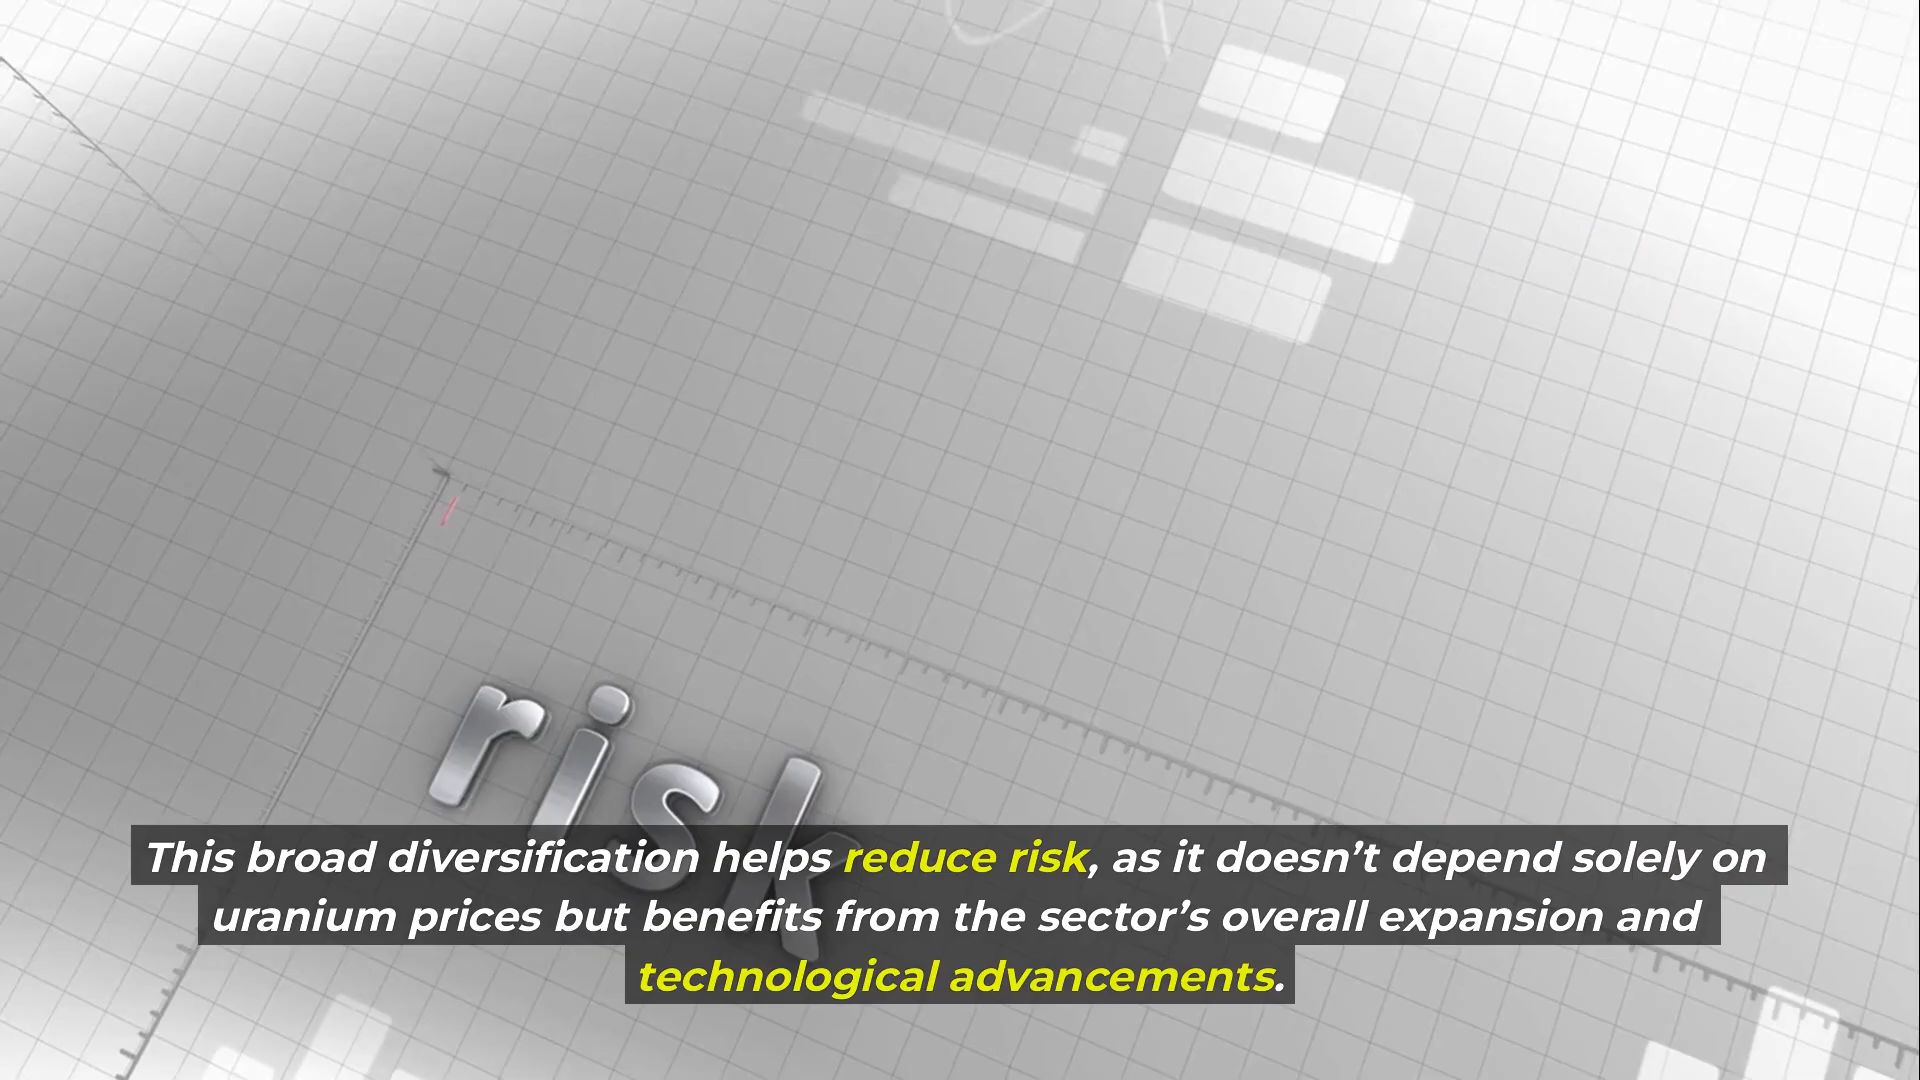 risk
This broad diversification helps reduce risk, as it doesn’t depend solely on
uranium prices but benefits from the sector’s overall expansion and
technological advancements.